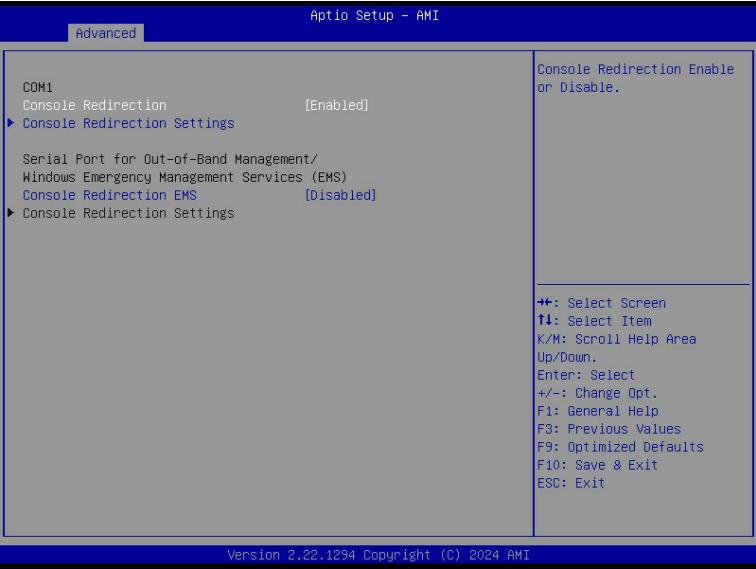 Aptio Setup – AMI
Advanced
COM1
Console Redirection [Enabled]
▶ Console Redirection Settings
Serial Port for Out-of-Band Management/
Windows Emergency Management Services (EMS)
Console Redirection EMS [Disabled]
▶ Console Redirection Settings
Console Redirection Enable
or Disable.
→←: Select Screen
↑↓: Select Item
K/M: Scroll Help Area
Up/Down.
Enter: Select
+/-: Change Opt.
F1: General Help
F3: Previous Values
F9: Optimized Defaults
F10: Save & Exit
ESC: Exit
Version 2.22.1294 Copyright (C) 2024 AMI